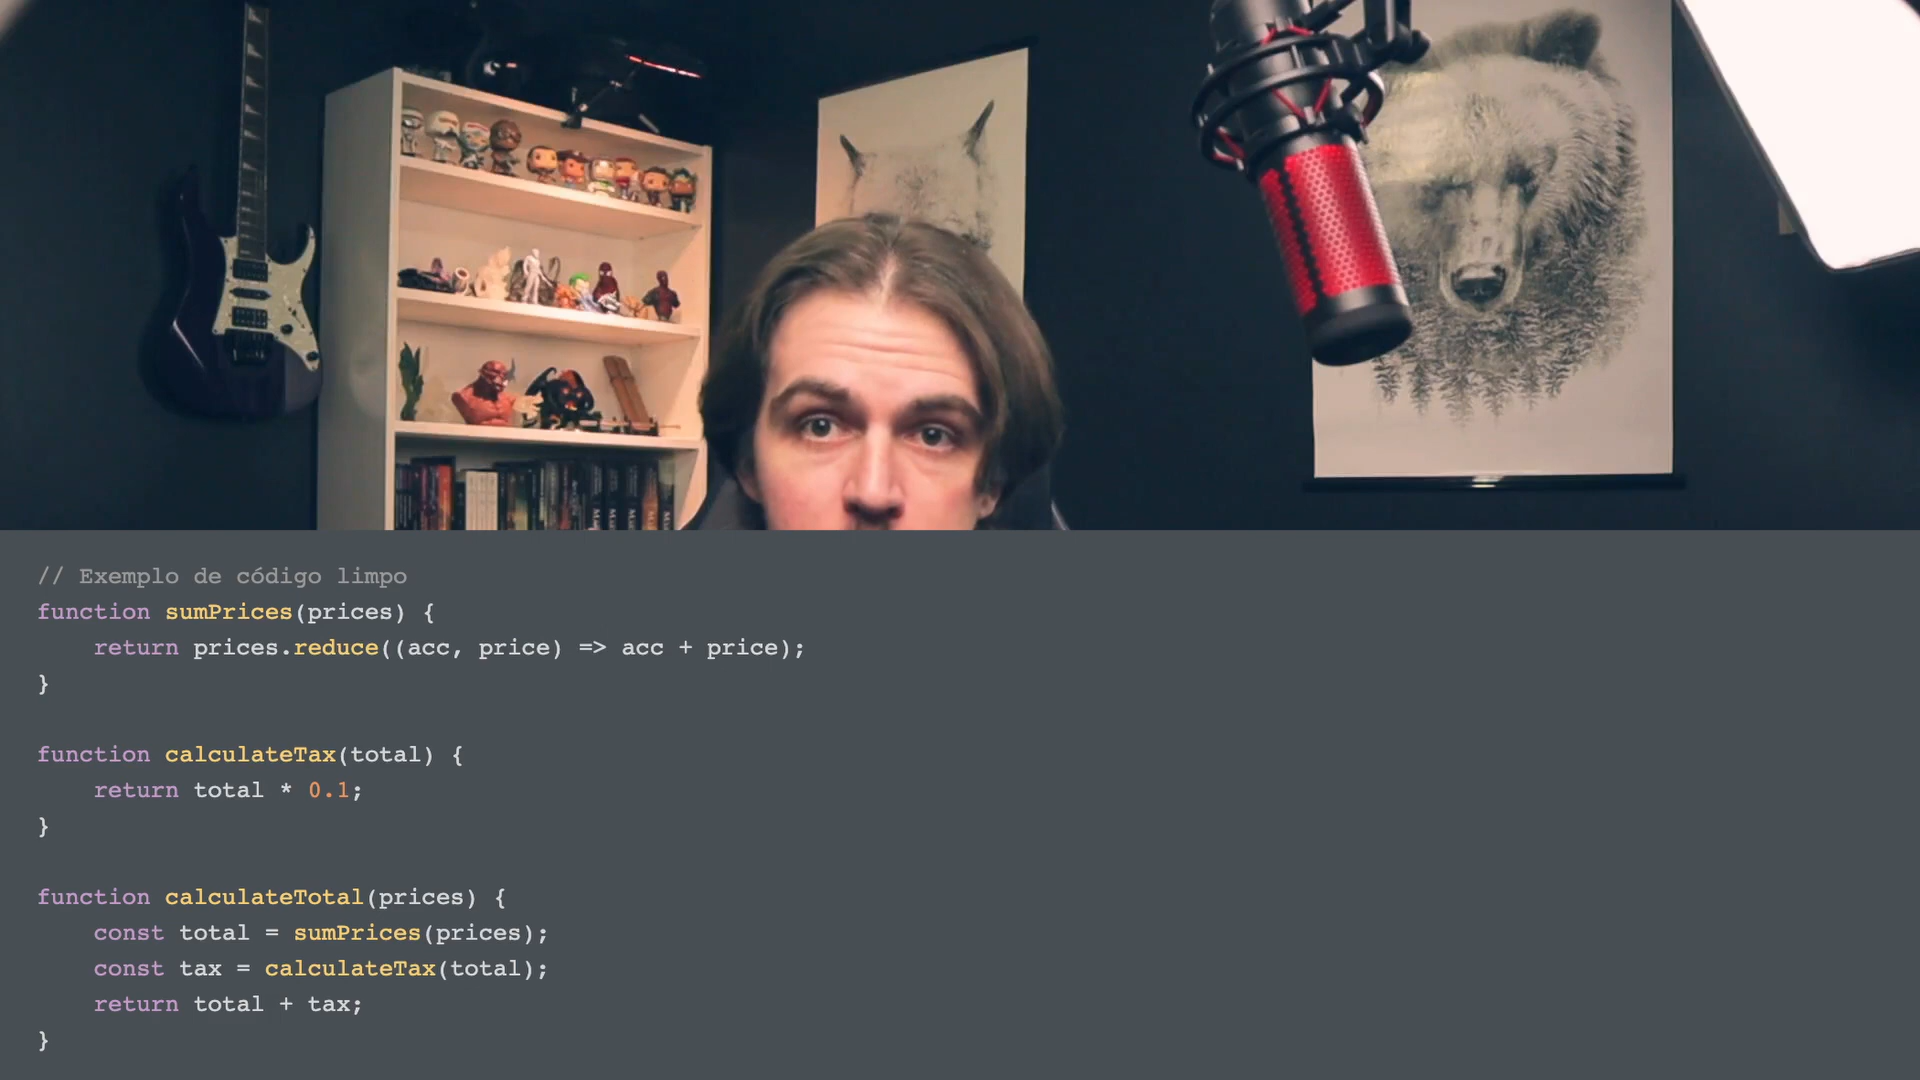 // Exemplo de código limpo
function sumPrices(prices) {
    return prices.reduce((acc, price) => acc + price);
}

function calculateTax(total) {
    return total * 0.1;
}

function calculateTotal(prices) {
    const total = sumPrices(prices);
    const tax = calculateTax(total);
    return total + tax;
}